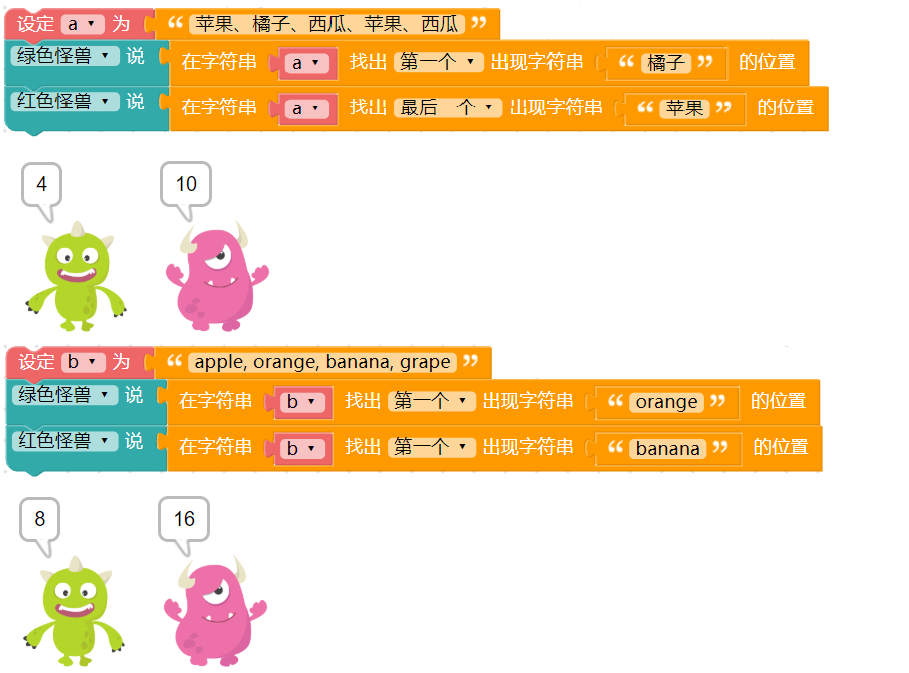 设定 a 为 “ 苹果、橘子、西瓜、苹果、西瓜 ”
绿色怪兽 说 在字符串 a 找出 第一个 出现字符串 “ 橘子 ” 的位置
红色怪兽 说 在字符串 a 找出 最后 个 出现字符串 “ 苹果 ” 的位置
4 10
设定 b 为 “ apple, orange, banana, grape ”
绿色怪兽 说 在字符串 b 找出 第一个 出现字符串 “ orange ” 的位置
红色怪兽 说 在字符串 b 找出 第一个 出现字符串 “ banana ” 的位置
8 16